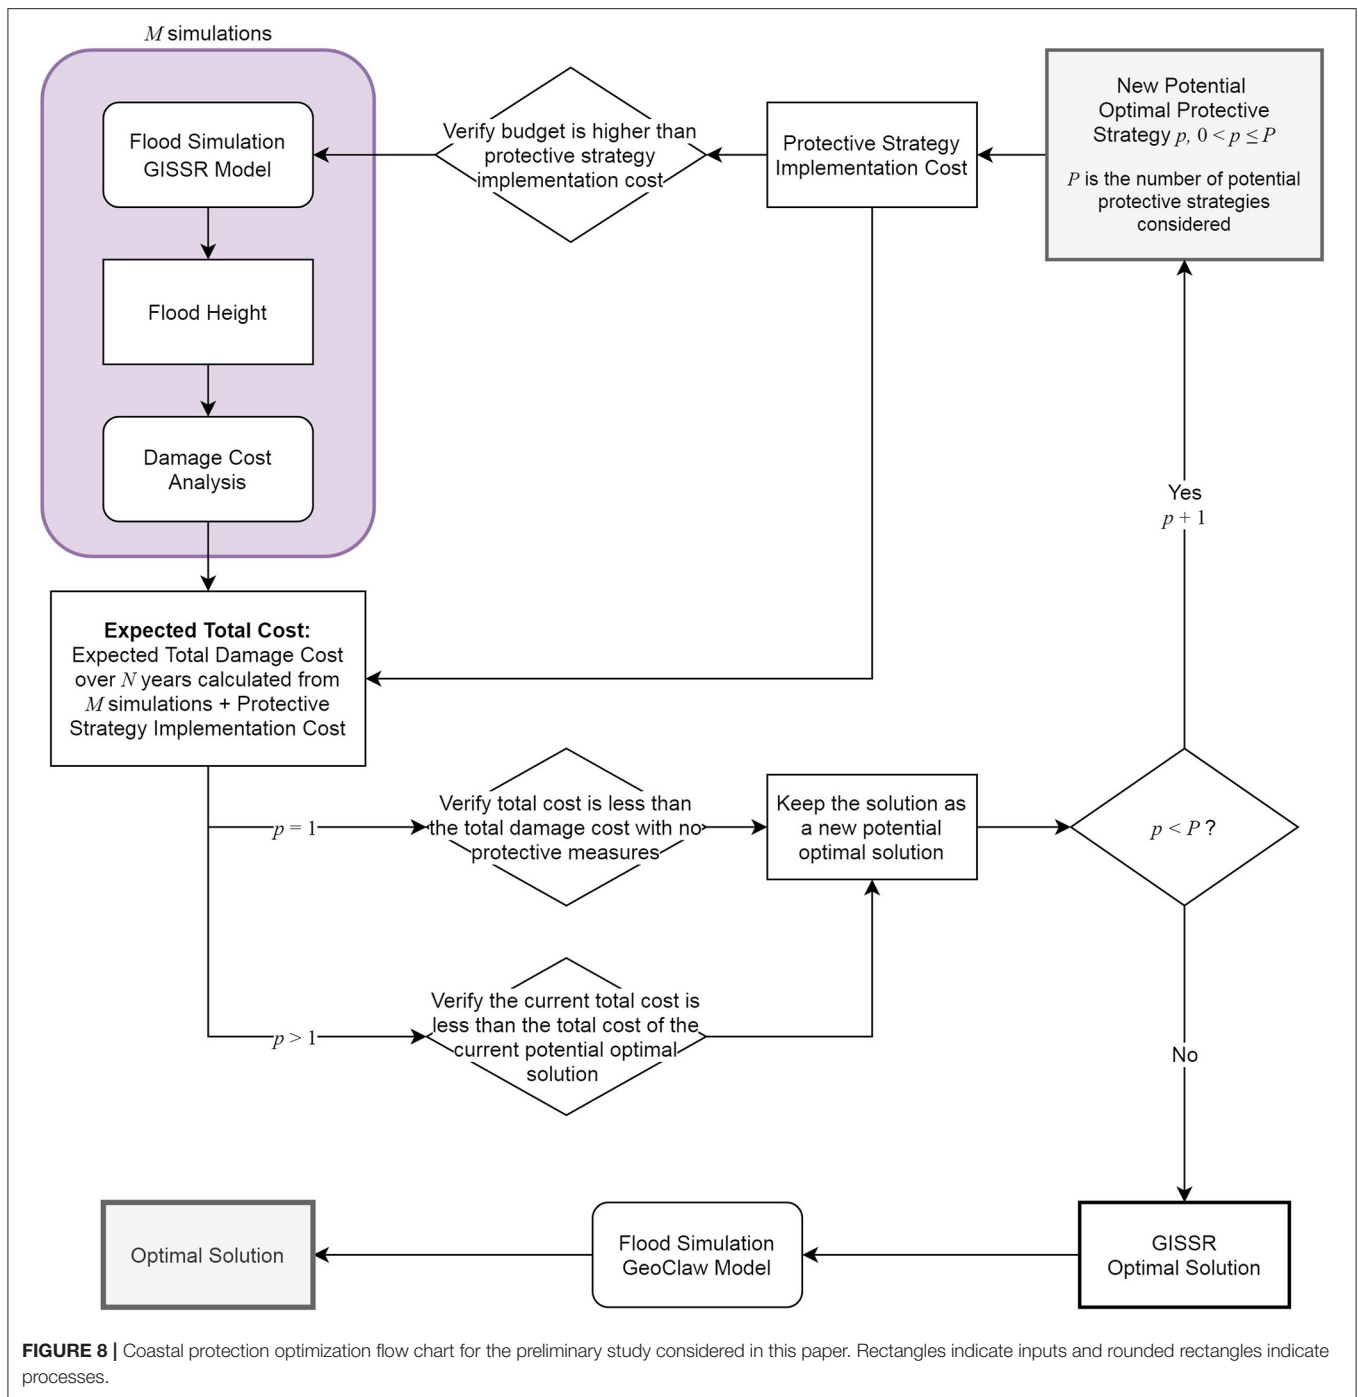 M simulations
Flood Simulation
GISSR Model
Verify budget is higher than
protective strategy
implementation cost
Protective Strategy
Implementation Cost
New Potential
Optimal Protective
Strategy p, 0 < p ≤ P
P is the number of potential
protective strategies
considered
Flood Height
Damage Cost
Analysis
Yes
p + 1
Expected Total Cost:
Expected Total Damage Cost
over N years calculated from
M simulations + Protective
Strategy Implementation Cost
p = 1
Verify total cost is less than
the total damage cost with no
protective measures
Keep the solution as
a new potential
optimal solution
p < P ?
p > 1
Verify the current total cost is
less than the total cost of the
current potential optimal
solution
No
Optimal Solution
Flood Simulation
GeoClaw Model
GISSR
Optimal Solution
FIGURE 8 | Coastal protection optimization flow chart for the preliminary study considered in this paper. Rectangles indicate inputs and rounded rectangles indicate
processes.